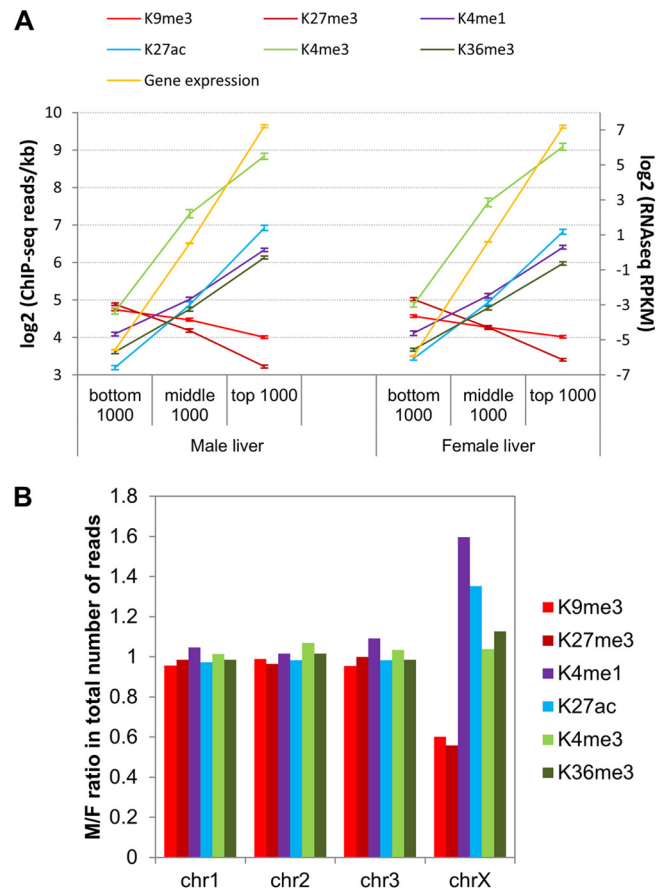 A
K9me3 K27me3 K4me1
K27ac K4me3 K36me3
Gene expression
log2 (ChIP-seq reads/kb)
10
9
8
7
6
5
4
3
7
5
3
1
-1
-3
-5
-7
log2 (RNAseq RPKM)
bottom middle top 1000 bottom middle top 1000
1000 1000 1000 1000
Male liver Female liver
B
M/F ratio in total number of reads
1.8
1.6
1.4
1.2
1
0.8
0.6
0.4
0.2
0
chr1 chr2 chr3 chrX
K9me3
K27me3
K4me1
K27ac
K4me3
K36me3